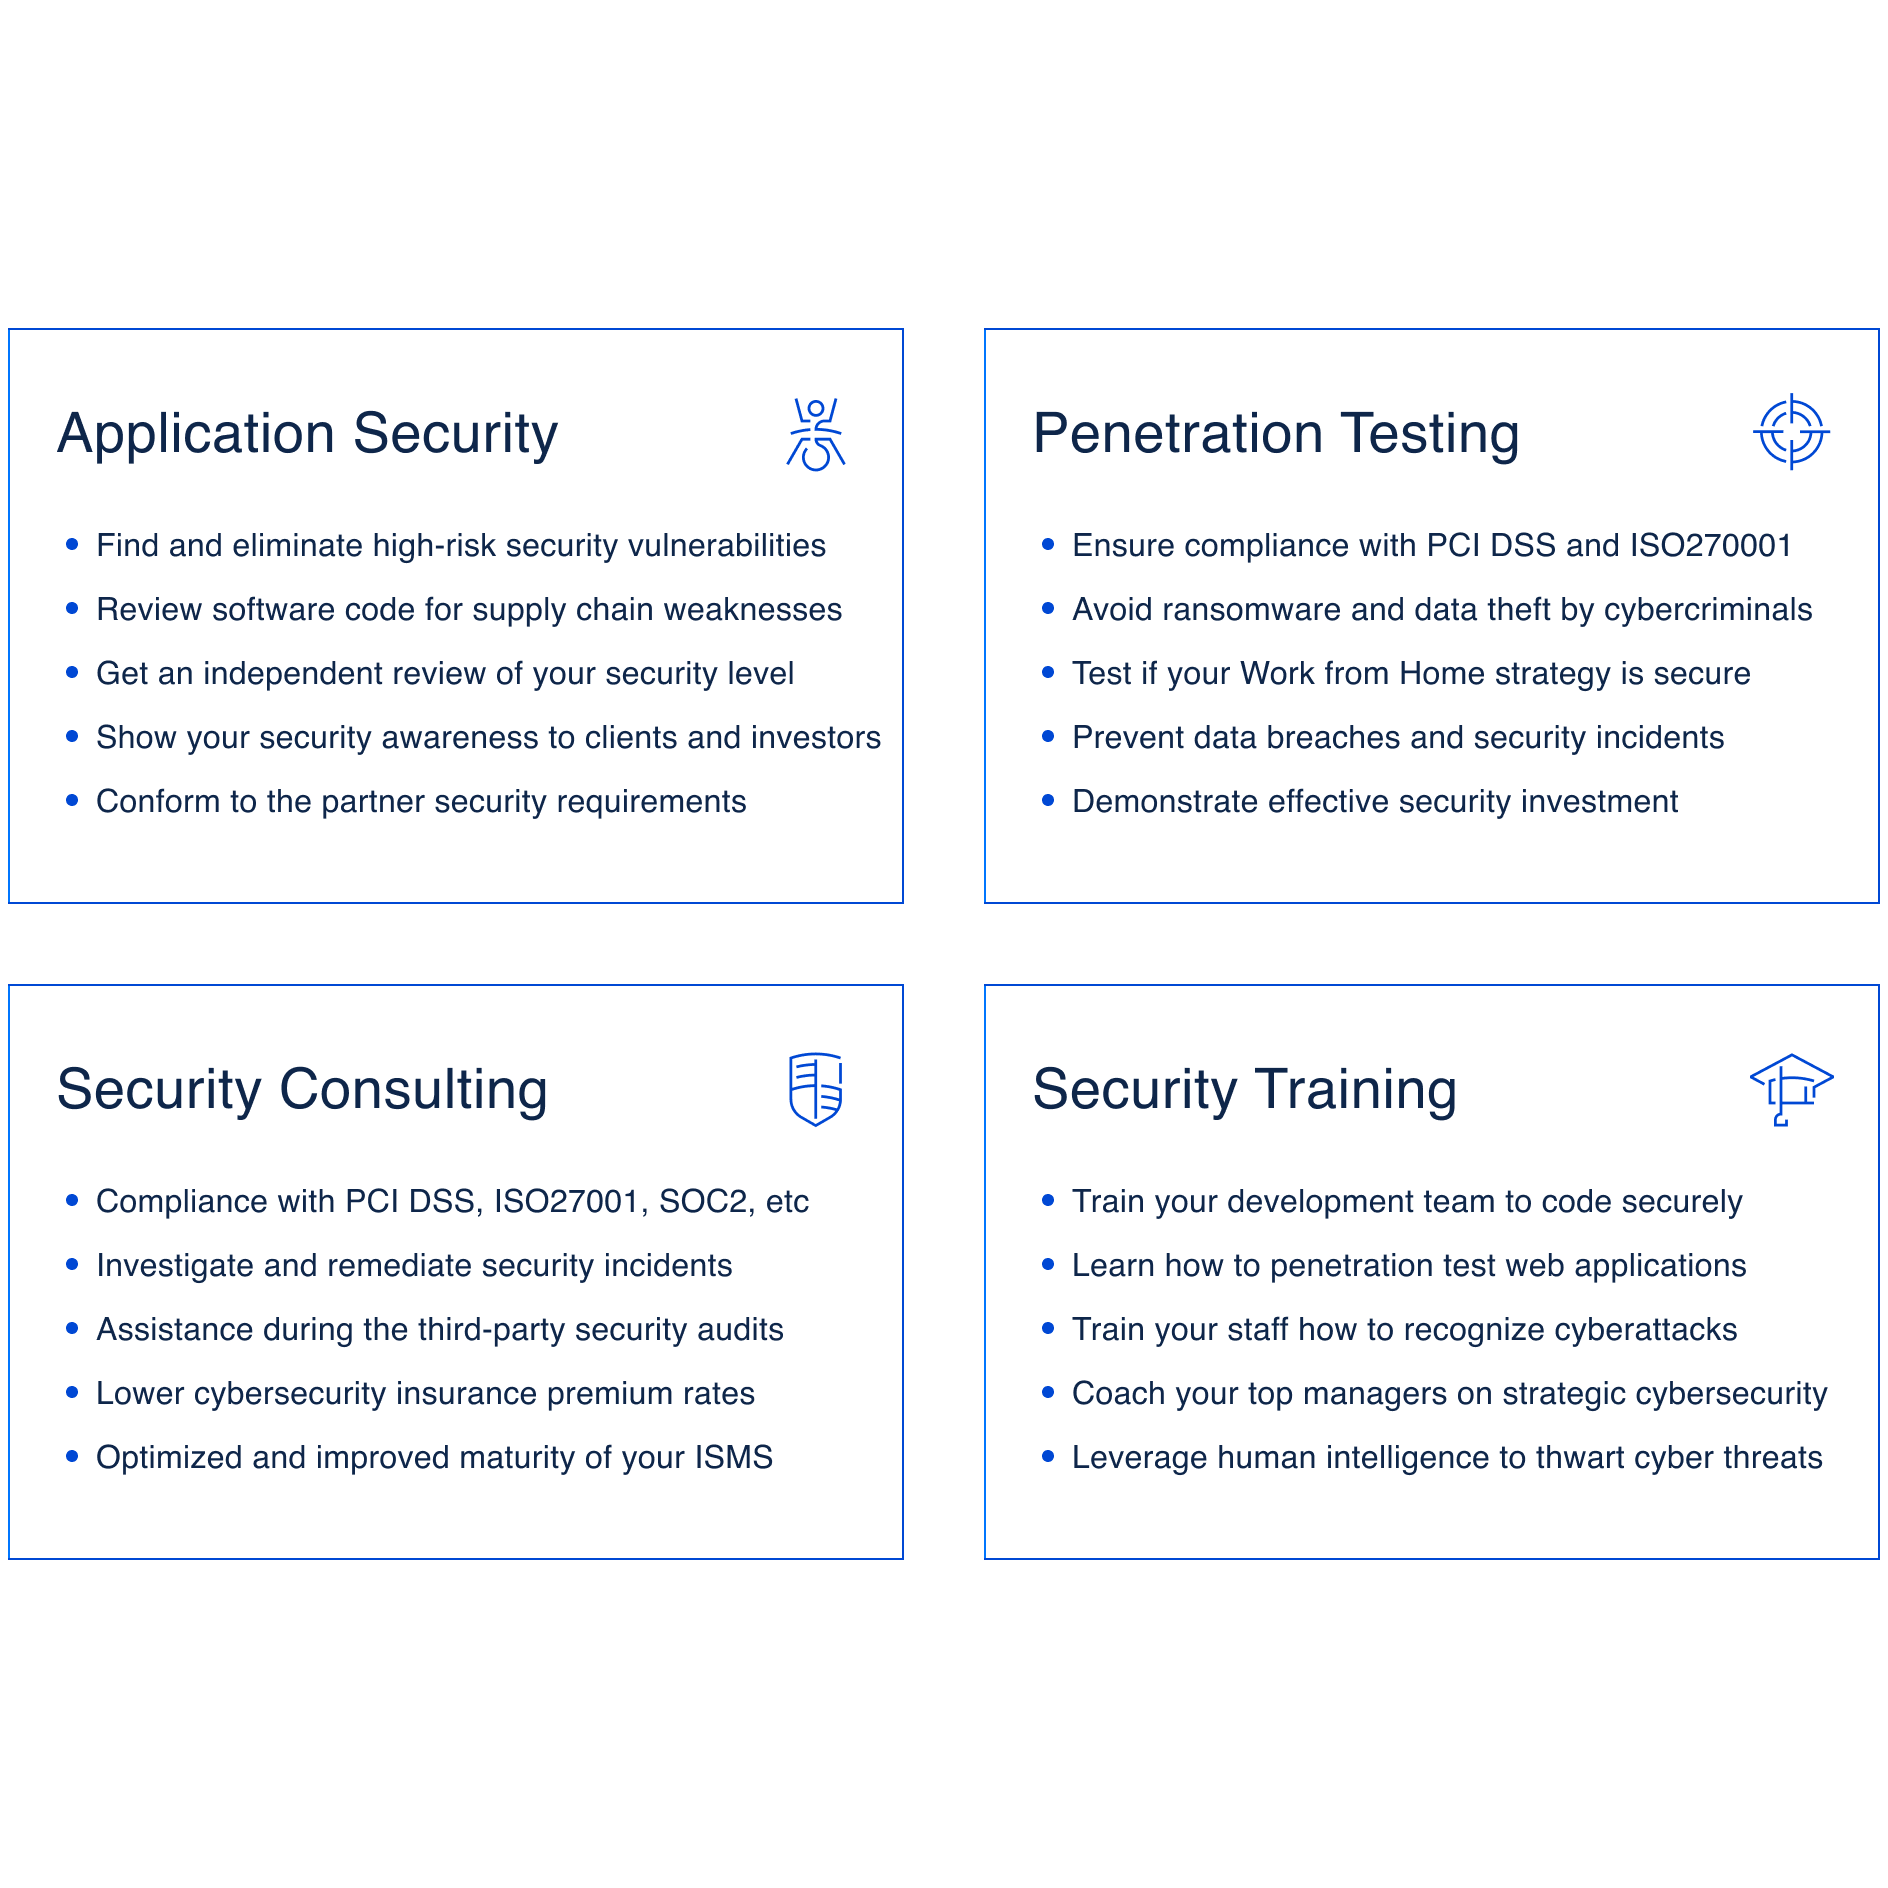 Application Security
Find and eliminate high-risk security vulnerabilities
Review software code for supply chain weaknesses
Get an independent review of your security level
Show your security awareness to clients and investors
Conform to the partner security requirements
Penetration Testing
Ensure compliance with PCI DSS and ISO270001
Avoid ransomware and data theft by cybercriminals
Test if your Work from Home strategy is secure
Prevent data breaches and security incidents
Demonstrate effective security investment
Security Consulting
Compliance with PCI DSS, ISO27001, SOC2, etc
Investigate and remediate security incidents
Assistance during the third-party security audits
Lower cybersecurity insurance premium rates
Optimized and improved maturity of your ISMS
Security Training
Train your development team to code securely
Learn how to penetration test web applications
Train your staff how to recognize cyberattacks
Coach your top managers on strategic cybersecurity
Leverage human intelligence to thwart cyber threats